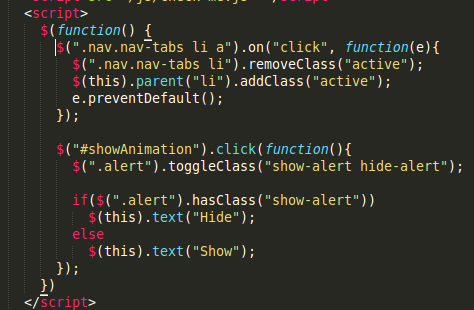 <script>
$(function() {
$(".nav.nav-tabs li a").on("click", function(e){
$(".nav.nav-tabs li").removeClass("active");
$(this).parent("li").addClass("active");
e.preventDefault();
});
$("#showAnimation").click(function(){
$(".alert").toggleClass("show-alert hide-alert");
if($(".alert").hasClass("show-alert"))
$(this).text("Hide");
else
$(this).text("Show");
});
})
</script>